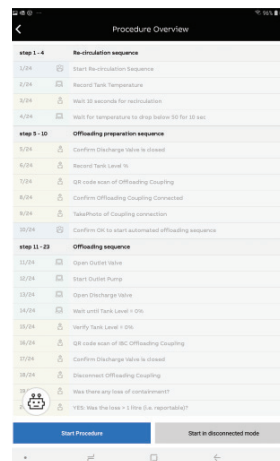 96%
Procedure Overview
step 1 - 4 Re-circulation sequence
1/24 Start Re-circulation Sequence
2/24 Record Tank Temperature
3/24 Wait 10 seconds for recirculation
4/24 Wait for temperature to drop below 50 for 10 sec
step 5 - 10 Offloading preparation sequence
5/24 Confirm Discharge Valve is closed
6/24 Record Tank Level %
7/24 QR code scan of Offloading Coupling
8/24 Confirm Offloading Coupling Connected
9/24 TakePhoto of Coupling connection
10/24 Confirm OK to start automated offloading sequence
step 11 - 23 Offloading sequence
11/24 Open Outlet Valve
12/24 Start Outlet Pump
13/24 Open Discharge Valve
14/24 Wait until Tank Level = 0%
15/24 Verify Tank Level = 0%
16/24 QR code scan of IBC Offloading Coupling
17/24 Confirm Discharge Valve is closed
18/24 Disconnect Offloading Coupling
Was there any loss of containment?
YES: Was the loss > 1 litre (i.e. reportable)?
Start Procedure Start in disconnected mode